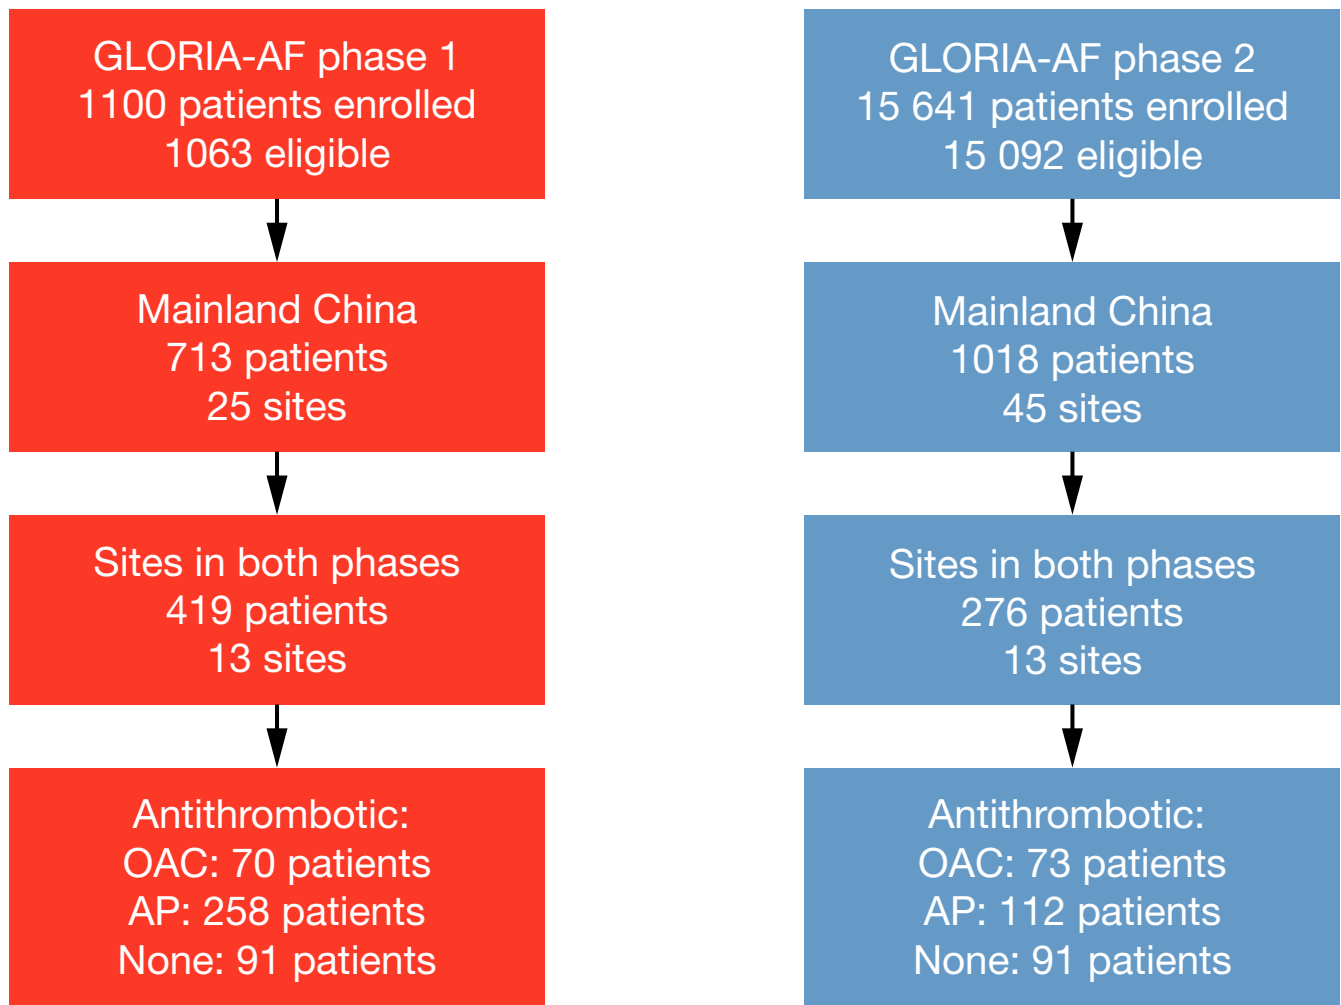 GLORIA-AF phase 1
1100 patients enrolled
1063 eligible
Mainland China
713 patients
25 sites
Sites in both phases
419 patients
13 sites
Antithrombotic:
OAC: 70 patients
AP: 258 patients
None: 91 patients
GLORIA-AF phase 2
15 641 patients enrolled
15 092 eligible
Mainland China
1018 patients
45 sites
Sites in both phases
276 patients
13 sites
Antithrombotic:
OAC: 73 patients
AP: 112 patients
None: 91 patients